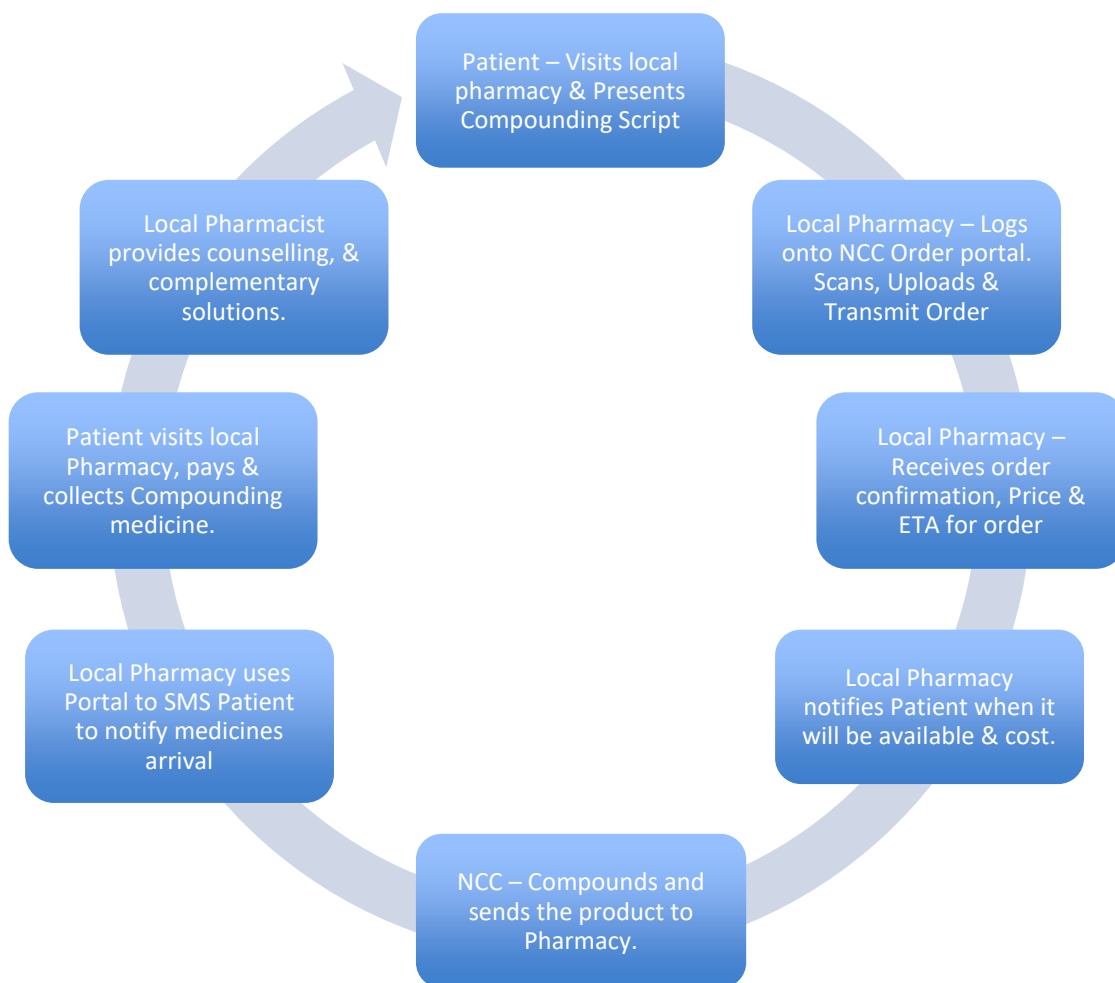 Patient – Visits local
pharmacy & Presents
Compounding Script
Local Pharmacy – Logs
onto NCC Order portal.
Scans, Uploads &
Transmit Order
Local Pharmacy –
Receives order
confirmation, Price &
ETA for order
Local Pharmacy
notifies Patient when it
will be available & cost.
NCC – Compounds and
sends the product to
Pharmacy.
Local Pharmacy uses
Portal to SMS Patient
to notify medicines
arrival
Patient visits local
Pharmacy, pays &
collects Compounding
medicine.
Local Pharmacist
provides counselling, &
complementary
solutions.